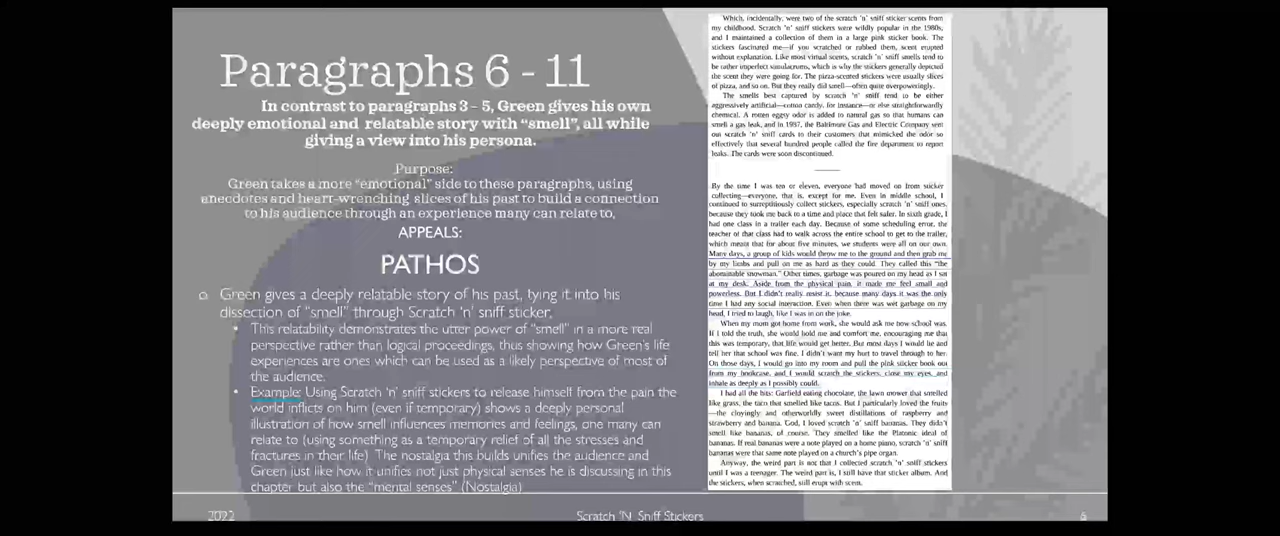 Paragraphs 6 - 11
In contrast to paragraphs 3 – 5, Green gives his own
deeply emotional and relatable story with “smell”, all while
giving a view into his persona.
Purpose:
Green takes a more “emotional” side to these paragraphs, using
anecdotes and heart-wrenching slices of his past to build a connection
to his audience through an experience many can relate to.
APPEALS:
PATHOS
Green gives a deeply relatable story of his past, tying it into his
dissection of “smell” through Scratch ‘n’ sniff sticker.
• This relatability demonstrates the utter power of “smell” in a more real
perspective rather than logical proceedings, thus showing how Green’s life
experiences are ones which can be used as a likely perspective of most of
the audience.
• Example: Using Scratch ‘n’ sniff stickers to release himself from the pain the
world inflicts on him (even if temporary) shows a deeply personal
illustration of how smell influences memories and feelings, one many can
relate to (using something as a temporary relief of all the stresses and
fractures in their life) The nostalgia this builds unifies the audience and
Green just like how it unifies not just physical senses he is discussing in this
chapter but also the “mental senses” (Nostalgia)
Which, incidentally, were two of the scratch ’n’ sniff sticker scents from
my childhood. Scratch ’n’ sniff stickers were wildly popular in the 1980s,
and I maintained a collection of them in a large pink sticker book. The
stickers fascinated me—if you scratched or rubbed them, scent erupted
without explanation. Like most virtual scents, scratch ’n’ sniff smells tend to
be rather imperfect simulacrums, which is why the stickers generally depicted
the scent they were going for. The pizza-scented stickers were usually slices
of pizza, and so on. But they really did smell—often quite overpoweringly.
The smells best captured by scratch ’n’ sniff tend to be either
aggressively artificial—cotton candy, for instance—or else straightforwardly
chemical. A rotten eggy odor is added to natural gas so that humans can
smell a gas leak, and in 1987, the Baltimore Gas and Electric Company sent
out scratch ’n’ sniff cards to their customers that mimicked the odor so
effectively that several hundred people called the fire department to report
leaks. The cards were soon discontinued.
By the time I was ten or eleven, everyone had moved on from sticker
collecting—everyone, that is, except for me. Even in middle school, I
continued to surreptitiously collect stickers, especially scratch ’n’ sniff ones,
because they took me back to a time and place that felt safer. In sixth grade, I
had one class in a trailer each day. Because of some scheduling error, the
teacher of that class had to walk across the entire school to get to the trailer,
which meant that for about five minutes, we students were all on our own.
Many days, a group of kids would throw me to the ground and then grab me
by my limbs and pull on me as hard as they could. They called this “the
abominable snowman.” Other times, garbage was poured on my head as I sat
at my desk. Aside from the physical pain, it made me feel small and
powerless. But I didn’t really resist it, because many days it was the only
time I had any social interaction. Even when there was wet garbage on my
head, I tried to laugh, like I was in on the joke.
When my mom got home from work, she would ask me how school was.
If I told the truth, she would hold me and comfort me, encouraging me that
this was temporary, that life would get better. But most days I would lie and
tell her that school was fine. I didn’t want my hurt to travel through to her.
On those days, I would go into my room and pull the pink sticker book out
from my bookcase, and I would scratch the stickers, close my eyes, and
inhale as deeply as I possibly could.
I had all the hits: Garfield eating chocolate, the lawn mower that smelled
like grass, the taco that smelled like tacos. But I particularly loved the fruits
—the cloyingly and otherworldly sweet distillations of raspberry and
strawberry and banana. God, I loved scratch ’n’ sniff bananas. They didn’t
smell like bananas, of course. They smelled like the Platonic ideal of
bananas. If real bananas were a note played on a home piano, scratch ’n’ sniff
bananas were that same note played on a church’s pipe organ.
Anyway, the weird part is not that I collected scratch ’n’ sniff stickers
until I was a teenager. The weird part is, I still have that sticker album. And
the stickers, when scratched, still erupt with scent.
2022
Scratch ‘N’ Sniff Stickers
6